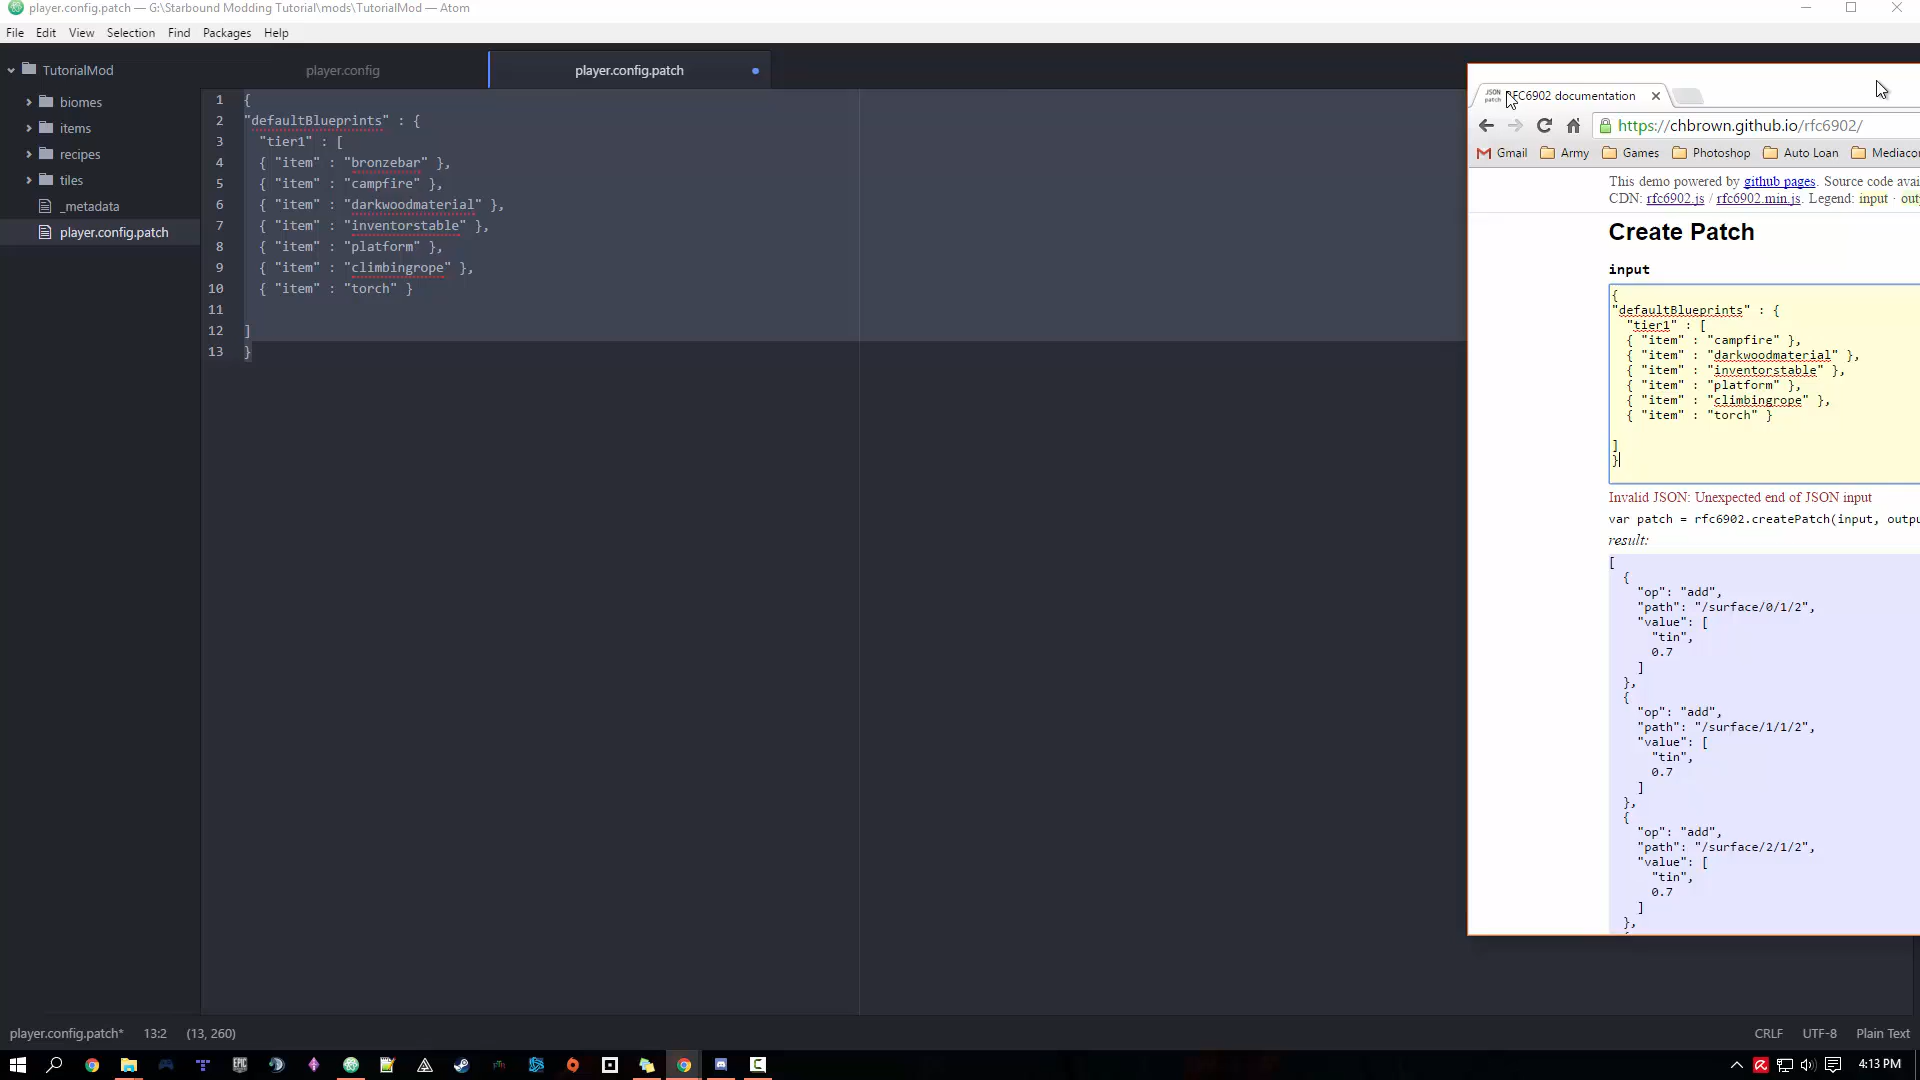 player.config.patch — G:\Starbound Modding Tutorial\mods\TutorialMod — Atom
File Edit View Selection Find Packages Help
TutorialMod
biomes
items
recipes
tiles
_metadata
player.config.patch
player.config
player.config.patch
1 {
2 "defaultBlueprints" : {
3 "tier1" : [
4 { "item" : "bronzebar" },
5 { "item" : "campfire" },
6 { "item" : "darkwoodmaterial" },
7 { "item" : "inventorstable" },
8 { "item" : "platform" },
9 { "item" : "climbingrope" },
10 { "item" : "torch" }
11
12 ]
13 }
JSON patch
RFC6902 documentation
https://chbrown.github.io/rfc6902/
Gmail Army Games Photoshop Auto Loan Mediacor
This demo powered by github pages. Source code avai
CDN: rfc6902.js / rfc6902.min.js. Legend: input · out
Create Patch
input
{
"defaultBlueprints" : {
"tier1" : [
{ "item" : "campfire" },
{ "item" : "darkwoodmaterial" },
{ "item" : "inventorstable" },
{ "item" : "platform" },
{ "item" : "climbingrope" },
{ "item" : "torch" }
]
}
Invalid JSON: Unexpected end of JSON input
var patch = rfc6902.createPatch(input, outpu
result:
[
{
"op": "add",
"path": "/surface/0/1/2",
"value": [
"tin",
0.7
]
},
{
"op": "add",
"path": "/surface/1/1/2",
"value": [
"tin",
0.7
]
},
{
"op": "add",
"path": "/surface/2/1/2",
"value": [
"tin",
0.7
]
},
player.config.patch* 13:2 (13, 260)
CRLF UTF-8 Plain Text
EPIC
4:13 PM